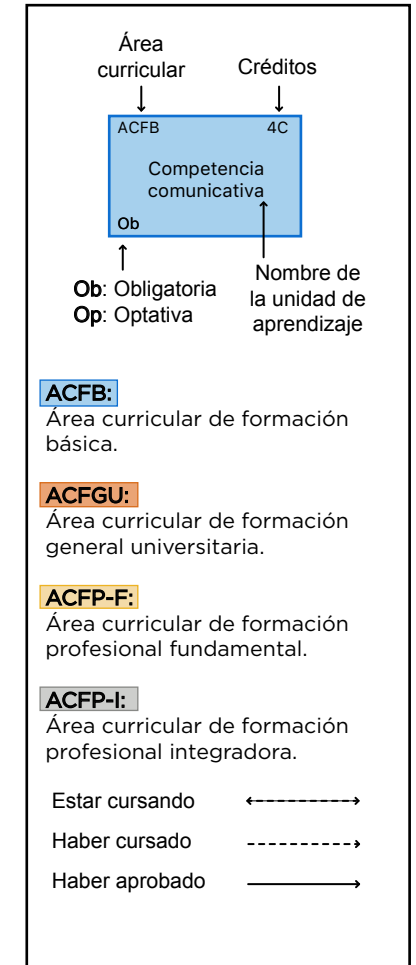 Área
curricular
Créditos
ACFB 4C
Competencia
comunicativa
Ob
Ob: Obligatoria
Op: Optativa
Nombre de
la unidad de
aprendizaje
ACFB:
Área curricular de formación
básica.
ACFGU:
Área curricular de formación
general universitaria.
ACFP-F:
Área curricular de formación
profesional fundamental.
ACFP-I:
Área curricular de formación
profesional integradora.
Estar cursando
Haber cursado
Haber aprobado